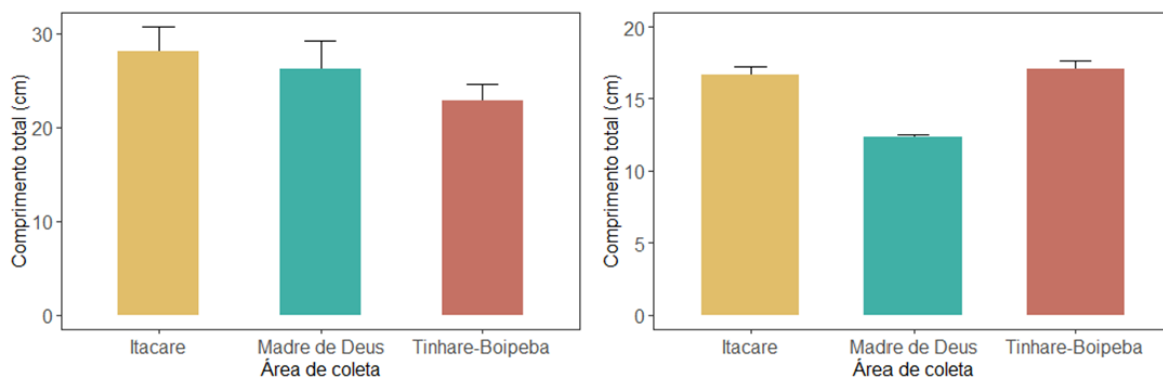 Comprimento total (cm)
30
20
10
0
Itacare Madre de Deus Tinhare-Boipeba
Área de coleta
Comprimento total (cm)
20
15
10
5
0
Itacare Madre de Deus Tinhare-Boipeba
Área de coleta